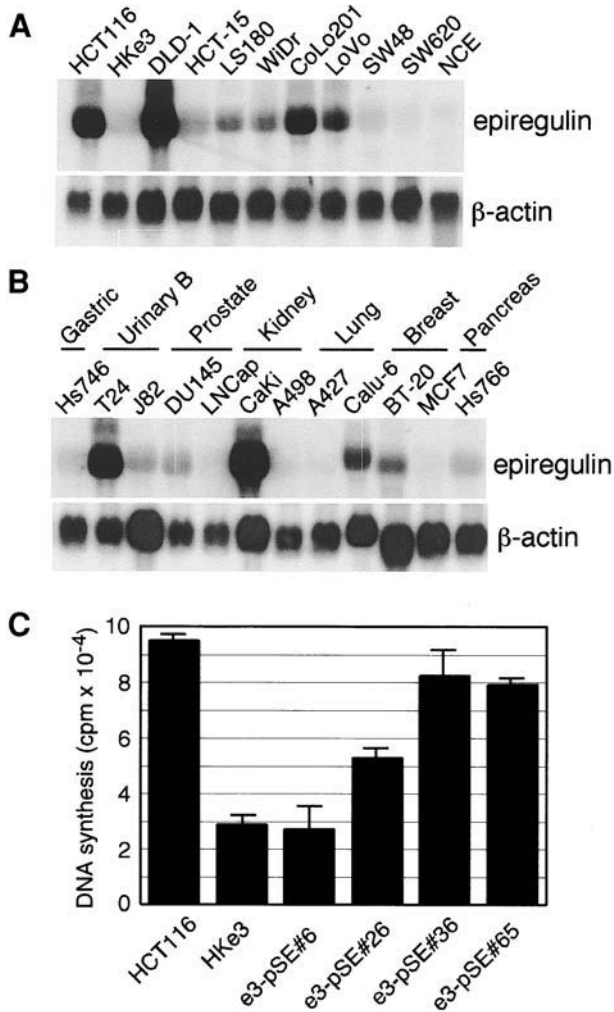 A
HCT116 HKe3 DLD-1 HCT-15 LS180 WiDr CoLo201 LoVo SW48 SW620 NCE
epiregulin
β-actin
B
Gastric Urinary B Prostate Kidney Lung Breast Pancreas
Hs746 T24 J82 DU145 LNCap CaKi A498 A427 Calu-6 BT-20 MCF7 Hs766
epiregulin
β-actin
C
DNA synthesis (cpm x 10⁻⁴)
10
8
6
4
2
0
HCT116 HKe3 e3-pSE#6 e3-pSE#26 e3-pSE#36 e3-pSE#65